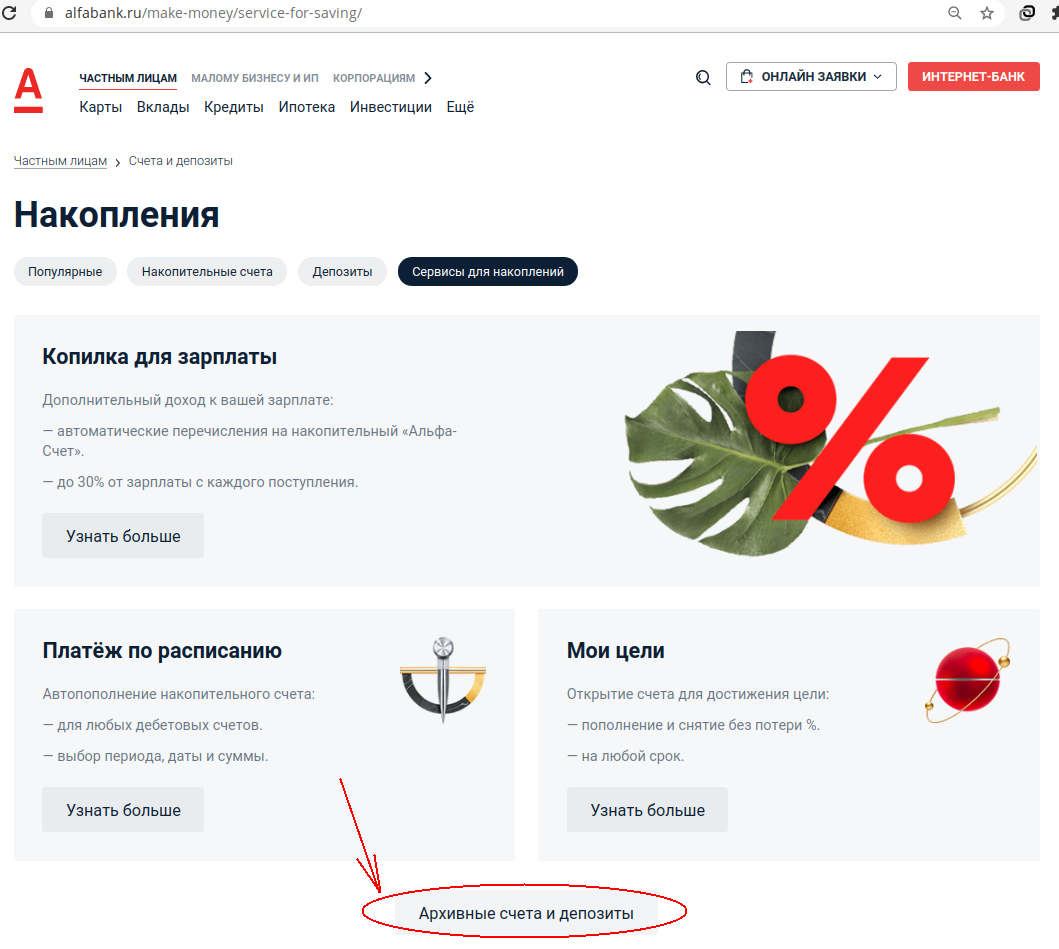 alfabank.ru/make-money/service-for-saving/
ЧАСТНЫМ ЛИЦАМ МАЛОМУ БИЗНЕСУ И ИП КОРПОРАЦИЯМ
ОНЛАЙН ЗАЯВКИ ИНТЕРНЕТ-БАНК
Карты Вклады Кредиты Ипотека Инвестиции Ещё
Частным лицам Счета и депозиты
Накопления
Популярные Накопительные счета Депозиты Сервисы для накоплений
Копилка для зарплаты
Дополнительный доход к вашей зарплате:
— автоматические перечисления на накопительный «Альфа-
Счет».
— до 30% от зарплаты с каждого поступления.
Узнать больше
%
Платёж по расписанию
Автопополнение накопительного счета:
— для любых дебетовых счетов.
— выбор периода, даты и суммы.
Узнать больше
Мои цели
Открытие счета для достижения цели:
— пополнение и снятие без потери %.
— на любой срок.
Узнать больше
Архивные счета и депозиты